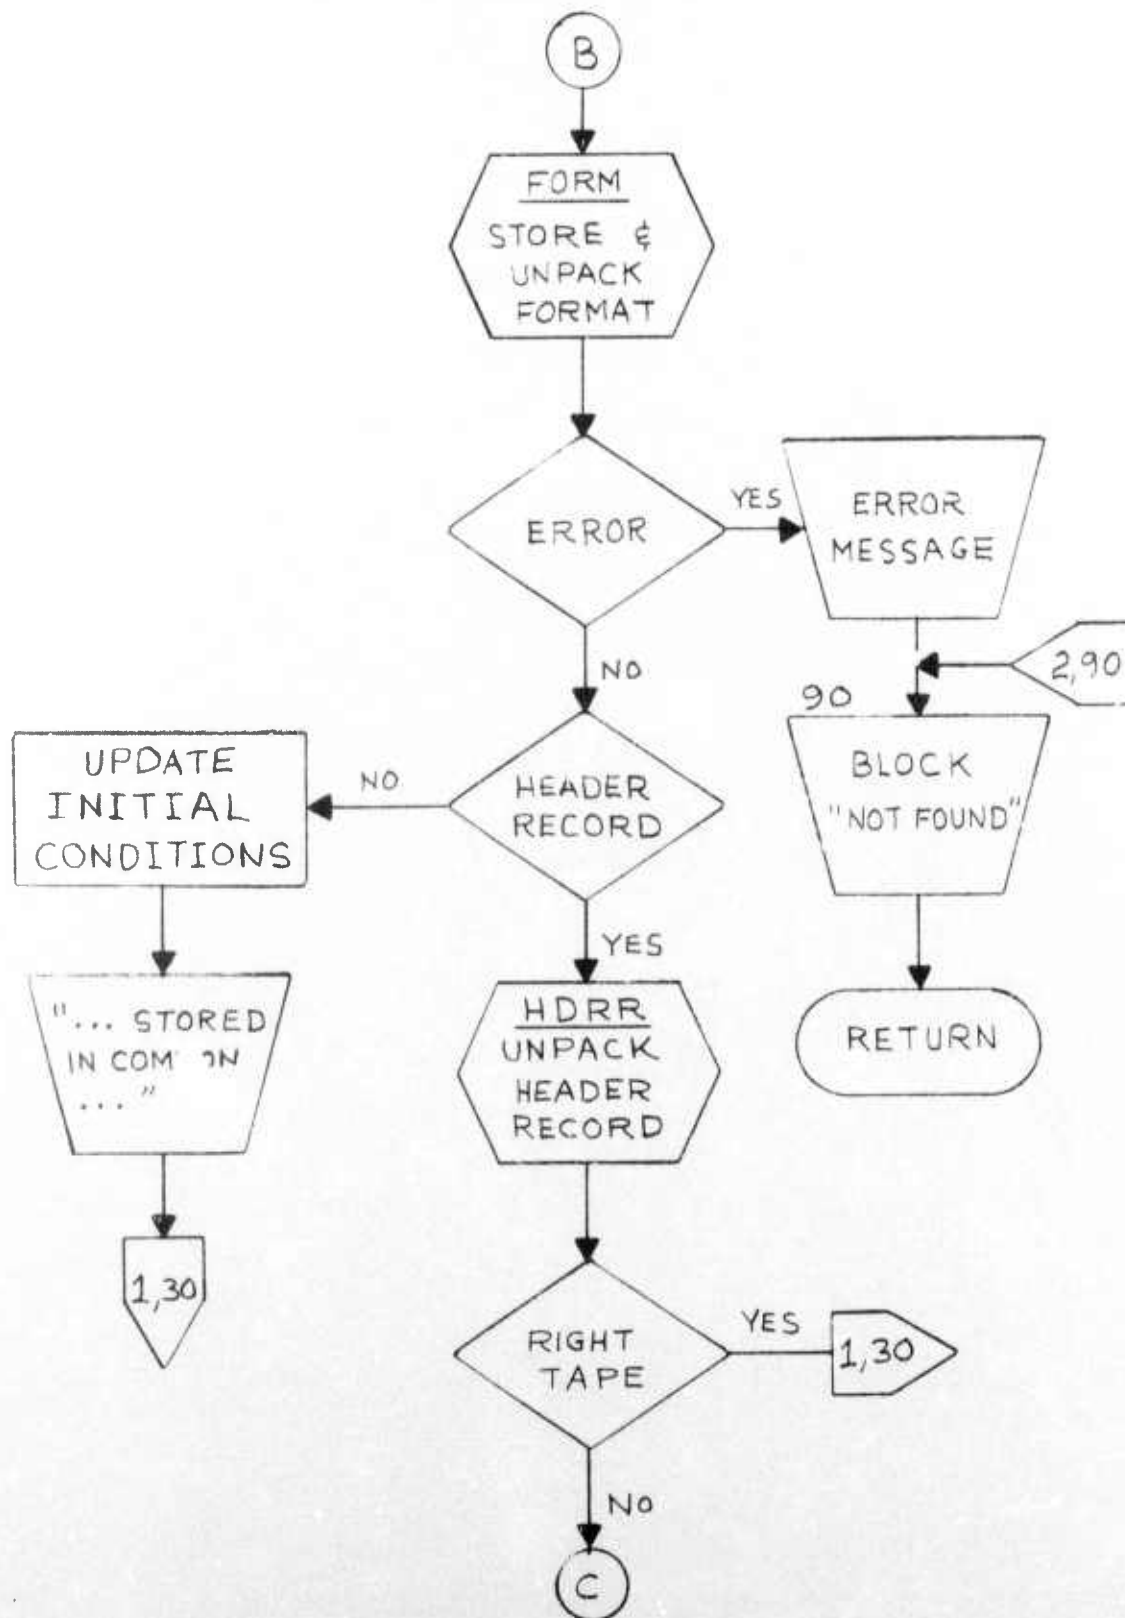 B
FORM
STORE &
UNPACK
FORMAT
ERROR
YES
ERROR
MESSAGE
NO
2,90
90
BLOCK
"NOT FOUND"
RETURN
HEADER
RECORD
NO
UPDATE
INITIAL
CONDITIONS
"... STORED
IN
... "
1,30
YES
HDRR
UNPACK
HEADER
RECORD
RIGHT
TAPE
YES
1,30
NO
C